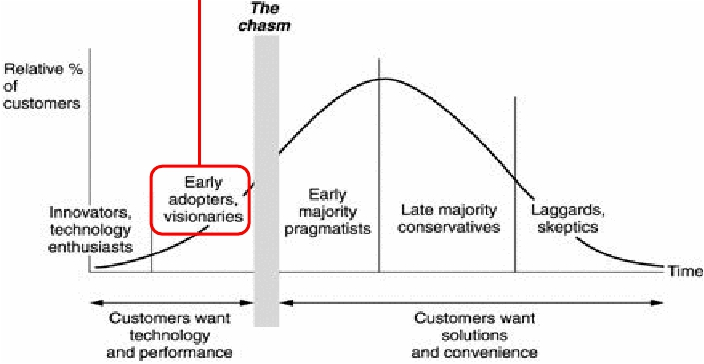 The
chasm
Relative %
of
customers
Early
adopters,
visionaries
Innovators,
technology
enthusiasts
Early
majority
pragmatists
Late majority
conservatives
Laggards,
skeptics
Time
Customers want
technology
and performance
Customers want
solutions
and convenience